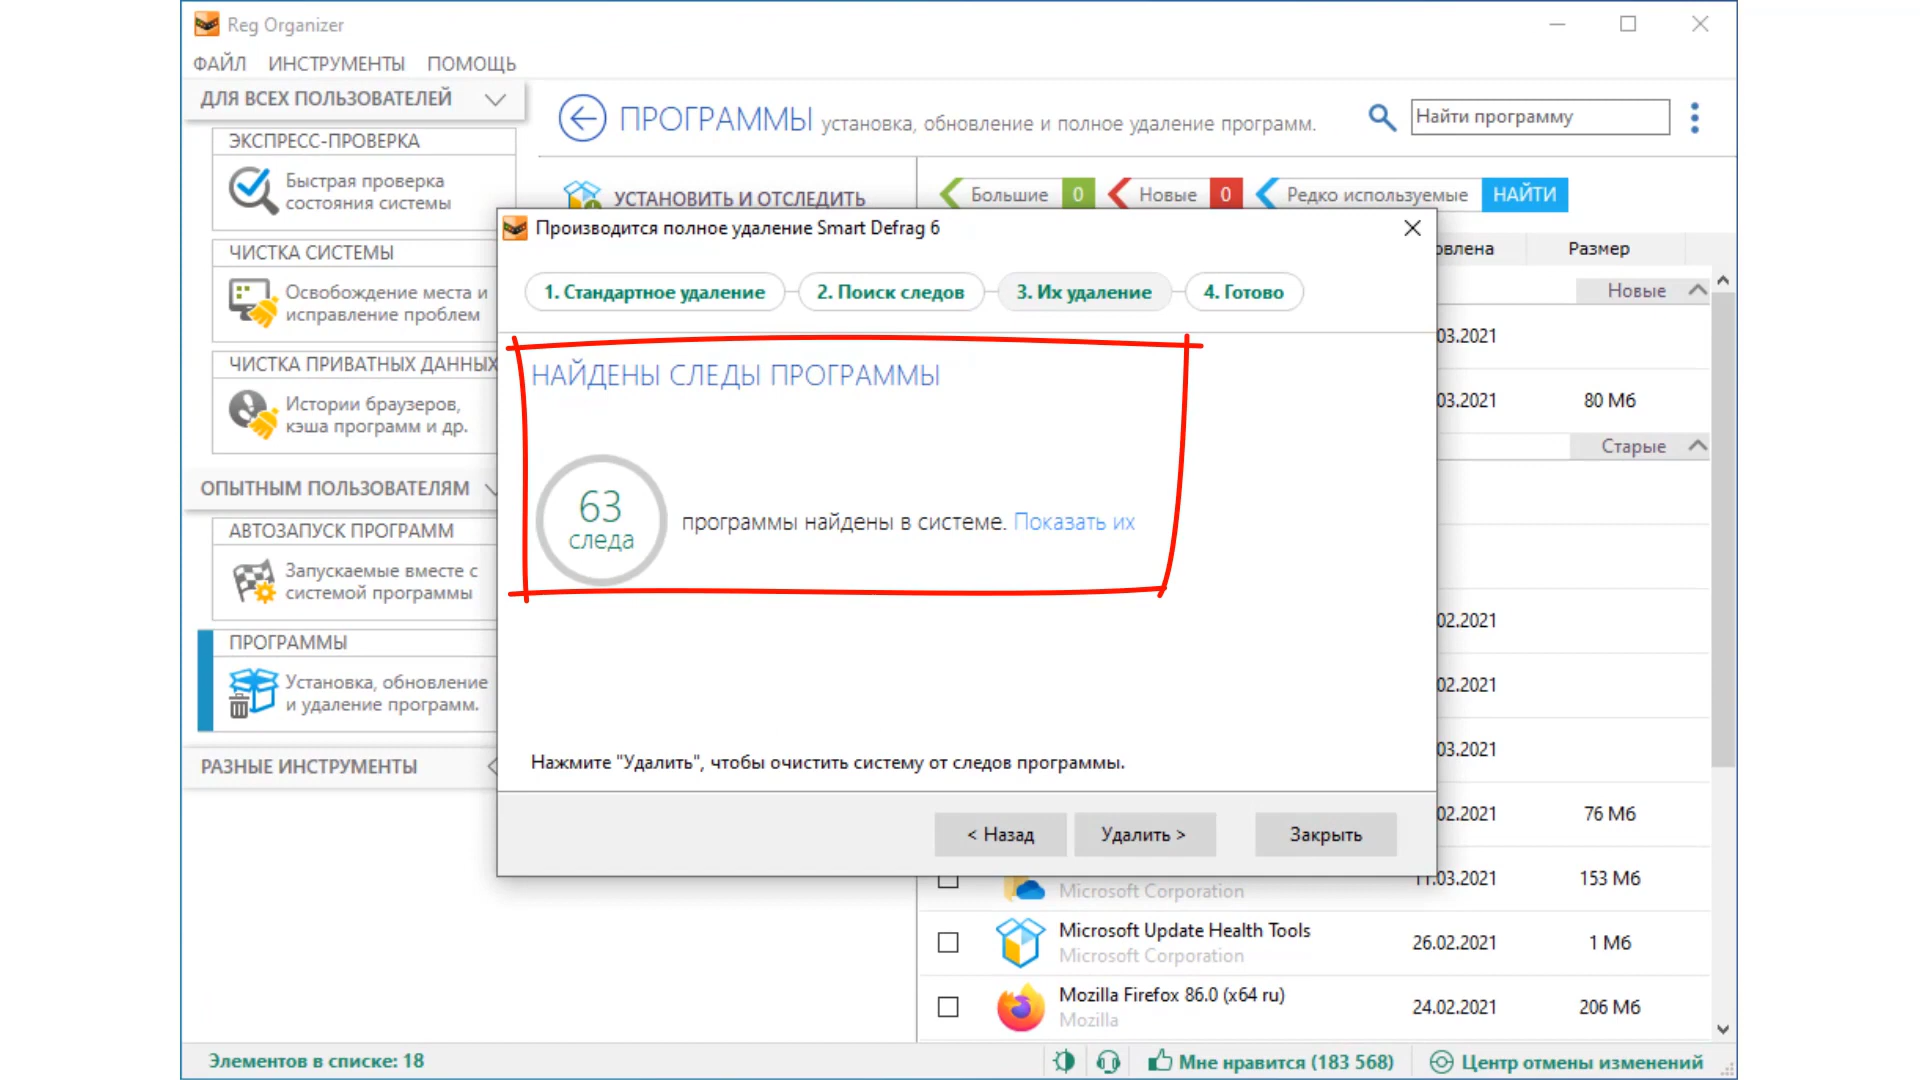 Reg Organizer
ФАЙЛ ИНСТРУМЕНТЫ ПОМОЩЬ
ДЛЯ ВСЕХ ПОЛЬЗОВАТЕЛЕЙ
ЭКСПРЕСС-ПРОВЕРКА
Быстрая проверка
состояния системы
ЧИСТКА СИСТЕМЫ
Освобождение места и
исправление проблем
ЧИСТКА ПРИВАТНЫХ ДАННЫХ
Истории браузеров,
кэша программ и др.
ОПЫТНЫМ ПОЛЬЗОВАТЕЛЯМ
АВТОЗАПУСК ПРОГРАММ
Запускаемые вместе с
системой программы
ПРОГРАММЫ
Установка, обновление
и удаление программ.
РАЗНЫЕ ИНСТРУМЕНТЫ
ПРОГРАММЫ установка, обновление и полное удаление программ.
Найти программу
УСТАНОВИТЬ И ОТСЛЕДИТЬ
Большие 0 Новые 0 Редко используемые НАЙТИ
Производится полное удаление Smart Defrag 6
1. Стандартное удаление 2. Поиск следов 3. Их удаление 4. Готово
НАЙДЕНЫ СЛЕДЫ ПРОГРАММЫ
63
следа
программы найдены в системе. Показать их
Нажмите "Удалить", чтобы очистить систему от следов программы.
< Назад Удалить > Закрыть
овлена Размер
Новые
03.2021
03.2021 80 Мб
Старые
02.2021
02.2021
03.2021
02.2021 76 Мб
11.03.2021 153 Мб
Microsoft Corporation
Microsoft Update Health Tools
Microsoft Corporation
26.02.2021 1 Мб
Mozilla Firefox 86.0 (x64 ru)
Mozilla
24.02.2021 206 Мб
Элементов в списке: 18
Мне нравится (183 568)
Центр отмены изменений